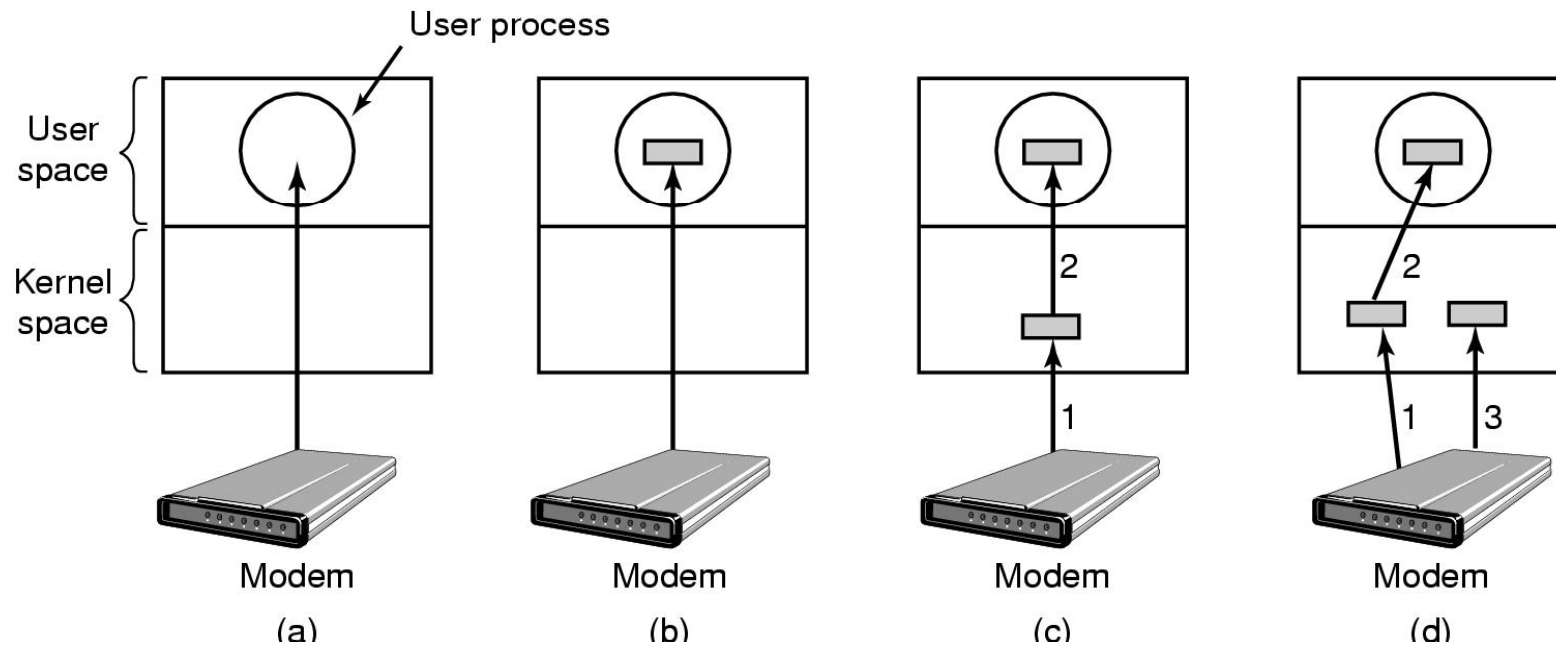 User process
User
space
Kernel
space
2
2
1
1
3
Modem
Modem
Modem
Modem
(a)
(b)
(c)
(d)